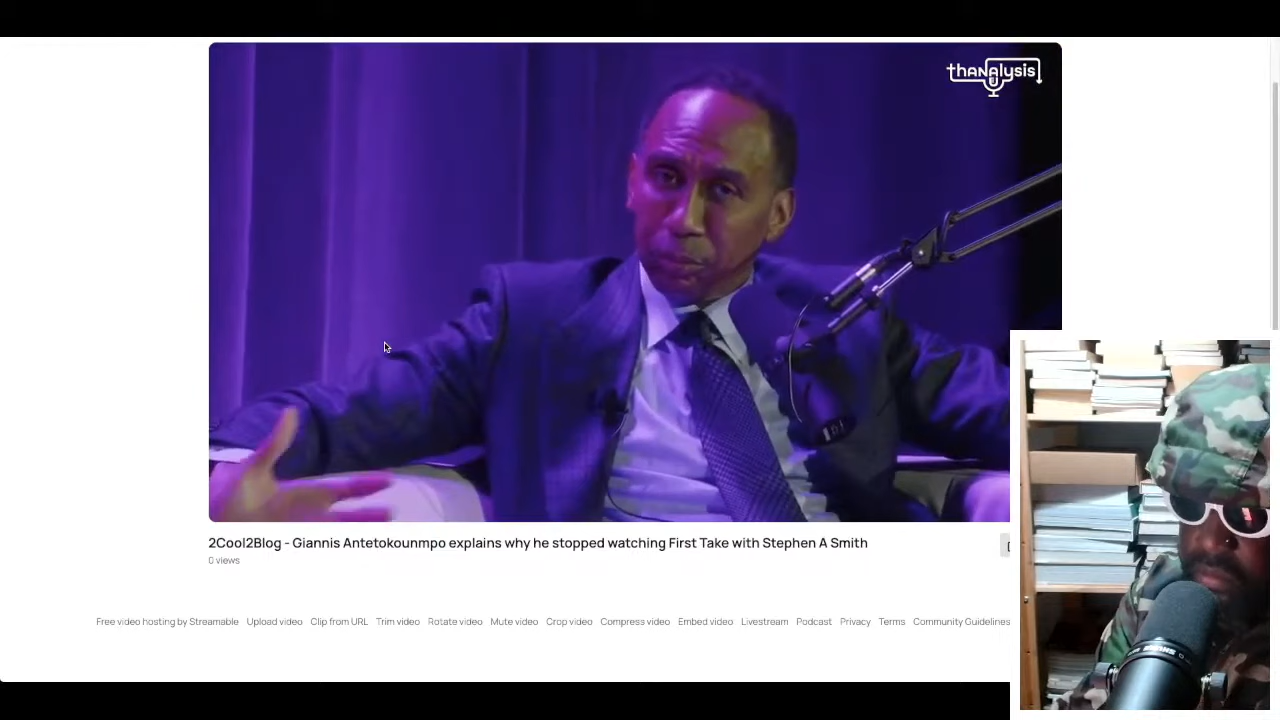 thaNAlysis
2Cool2Blog - Giannis Antetokounmpo explains why he stopped watching First Take with Stephen A Smith
0 views
Free video hosting by Streamable Upload video Clip from URL Trim video Rotate video Mute video Crop video Compress video Embed video Livestream Podcast Privacy Terms Community Guidelines